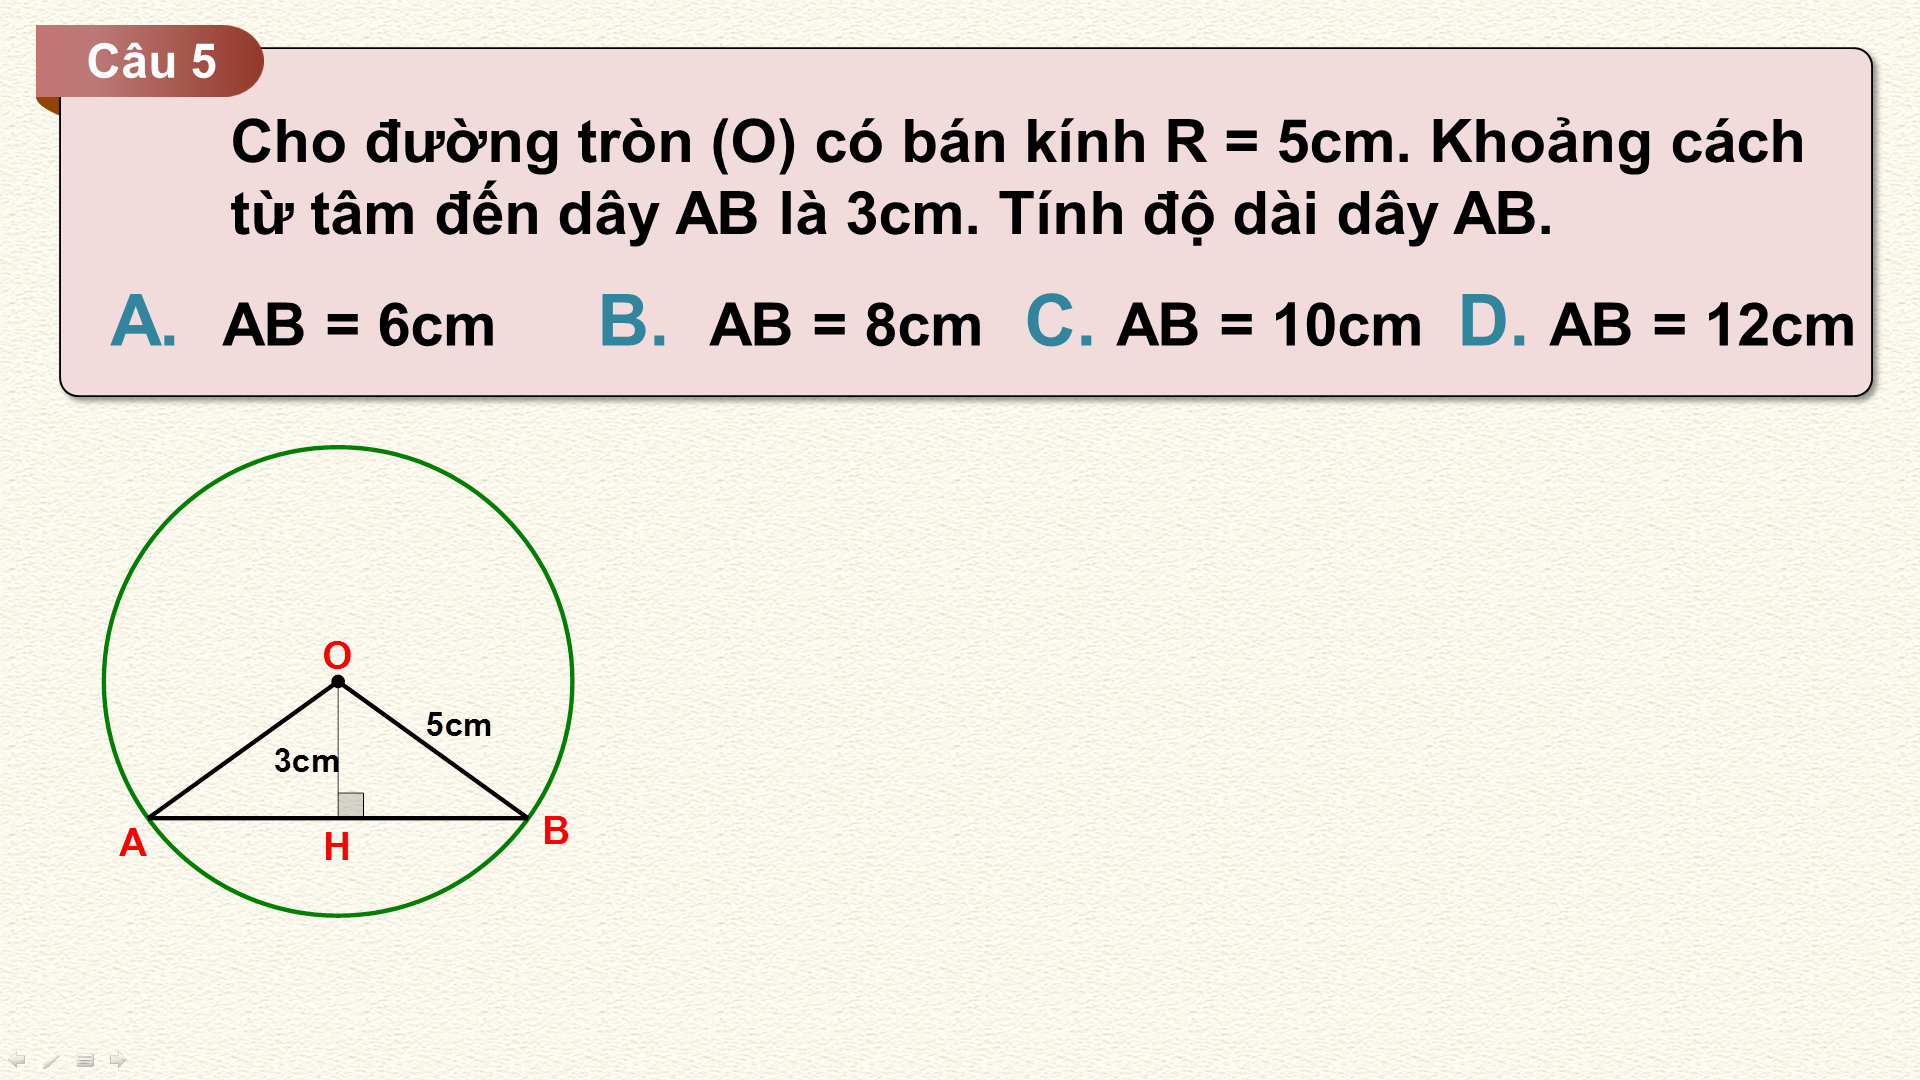 Câu 5
Cho đường tròn (O) có bán kính R = 5cm. Khoảng cách
từ tâm đến dây AB là 3cm. Tính độ dài dây AB.
A. AB = 6cm B. AB = 8cm C. AB = 10cm D. AB = 12cm
O
5cm
3cm
A H B